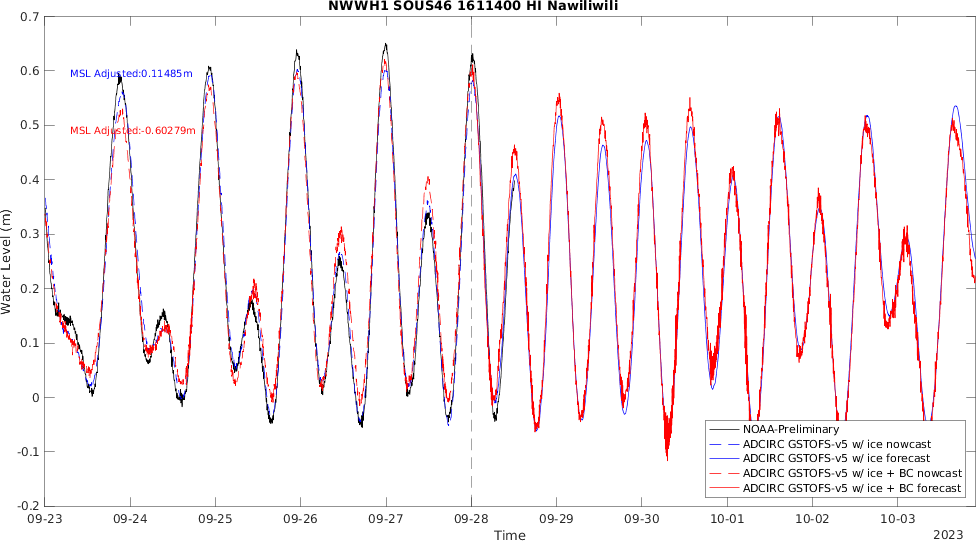 NWWH1 SOUS46 1611400 HI Nawiliwili
0.7
0.6
0.5
0.4
0.3
0.2
0.1
0
-0.1
-0.2
Water Level (m)
MSL Adjusted:0.11485m
MSL Adjusted:-0.60279m
NOAA-Preliminary
ADCIRC GSTOFS-v5 w/ ice nowcast
ADCIRC GSTOFS-v5 w/ ice forecast
ADCIRC GSTOFS-v5 w/ ice + BC nowcast
ADCIRC GSTOFS-v5 w/ ice + BC forecast
09-23 09-24 09-25 09-26 09-27 09-28 09-29 09-30 10-01 10-02 10-03
Time
2023